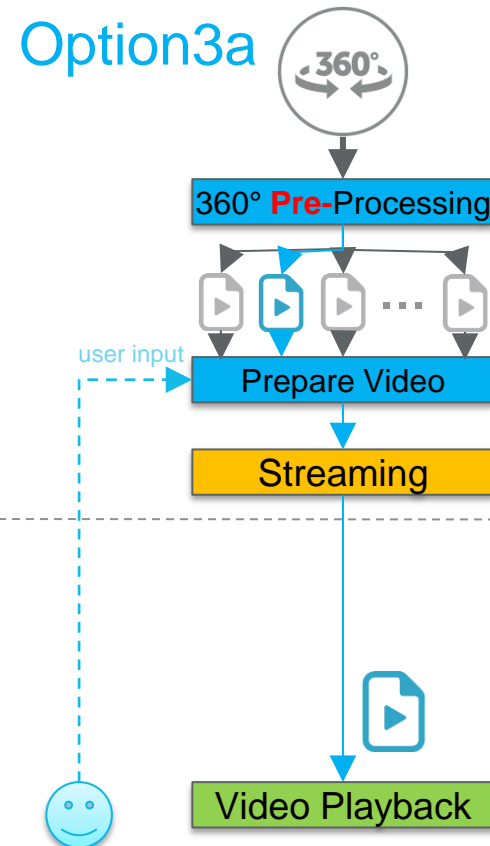 Option3a
360°
360° Pre-Processing
user input
Prepare Video
Streaming
Video Playback